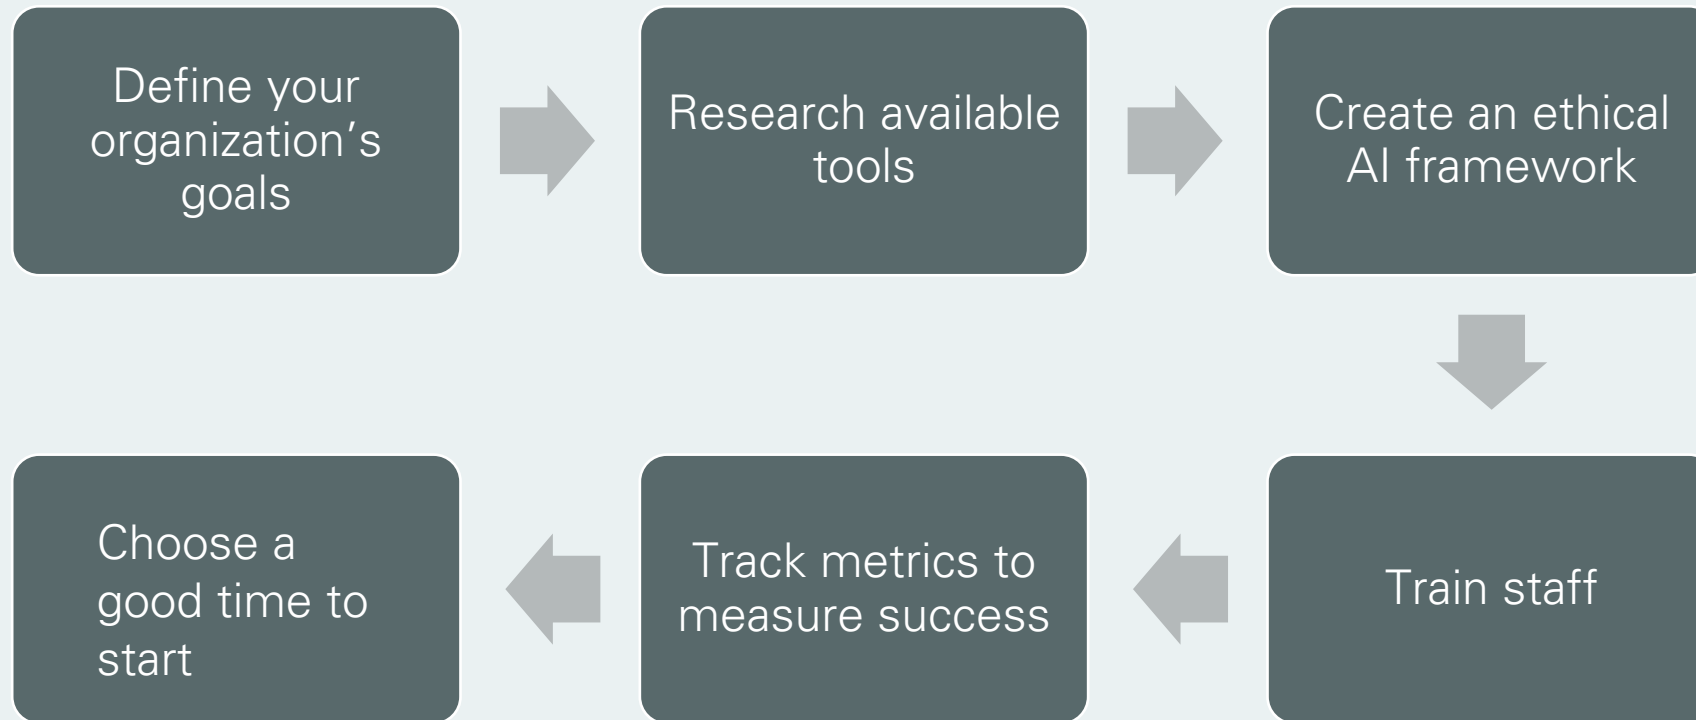 Define your
organization’s
goals
Research available
tools
Create an ethical
AI framework
Train staff
Track metrics to
measure success
Choose a
good time to
start